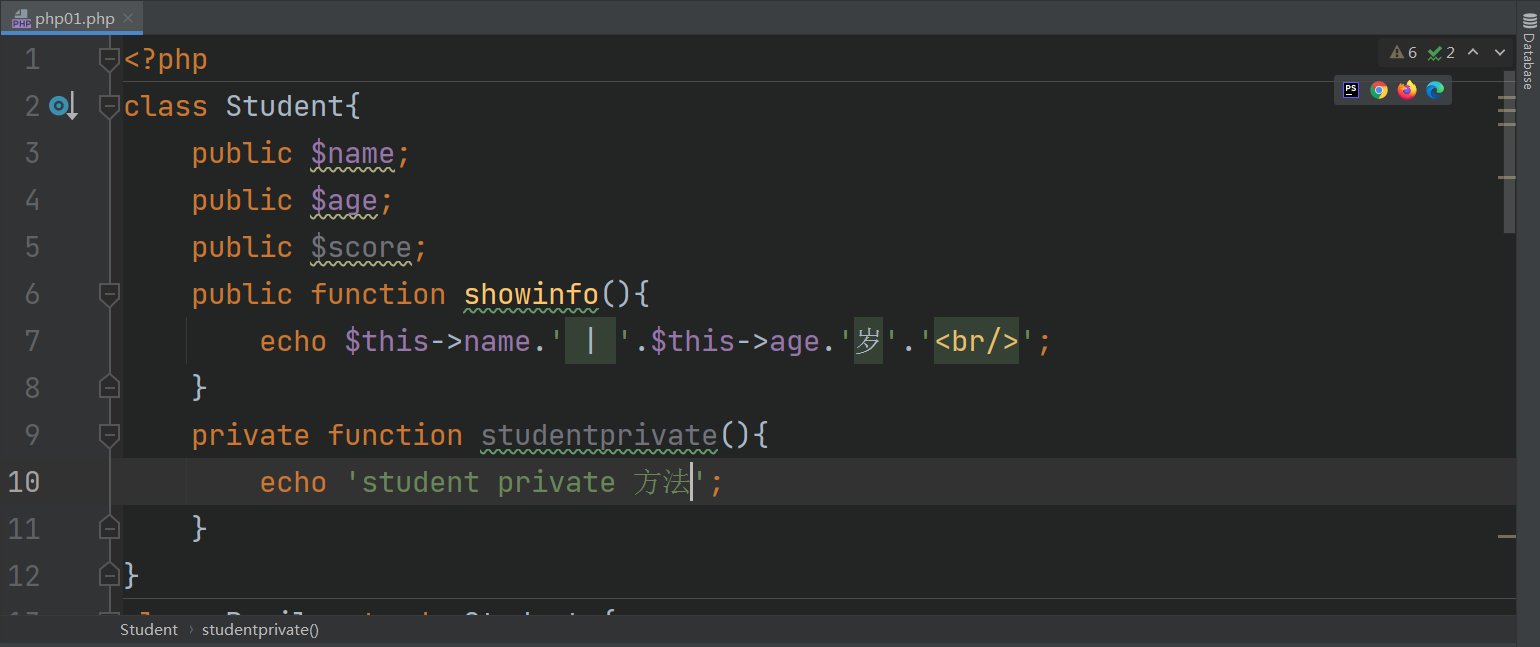 php01.php
6 2
Database
1 <?php
2 class Student{
3 public $name;
4 public $age;
5 public $score;
6 public function showinfo(){
7 echo $this->name.' | '.$this->age.'岁'.'<br/>';
8 }
9 private function studentprivate(){
10 echo 'student private 方法';
11 }
12 }
Student › studentprivate()